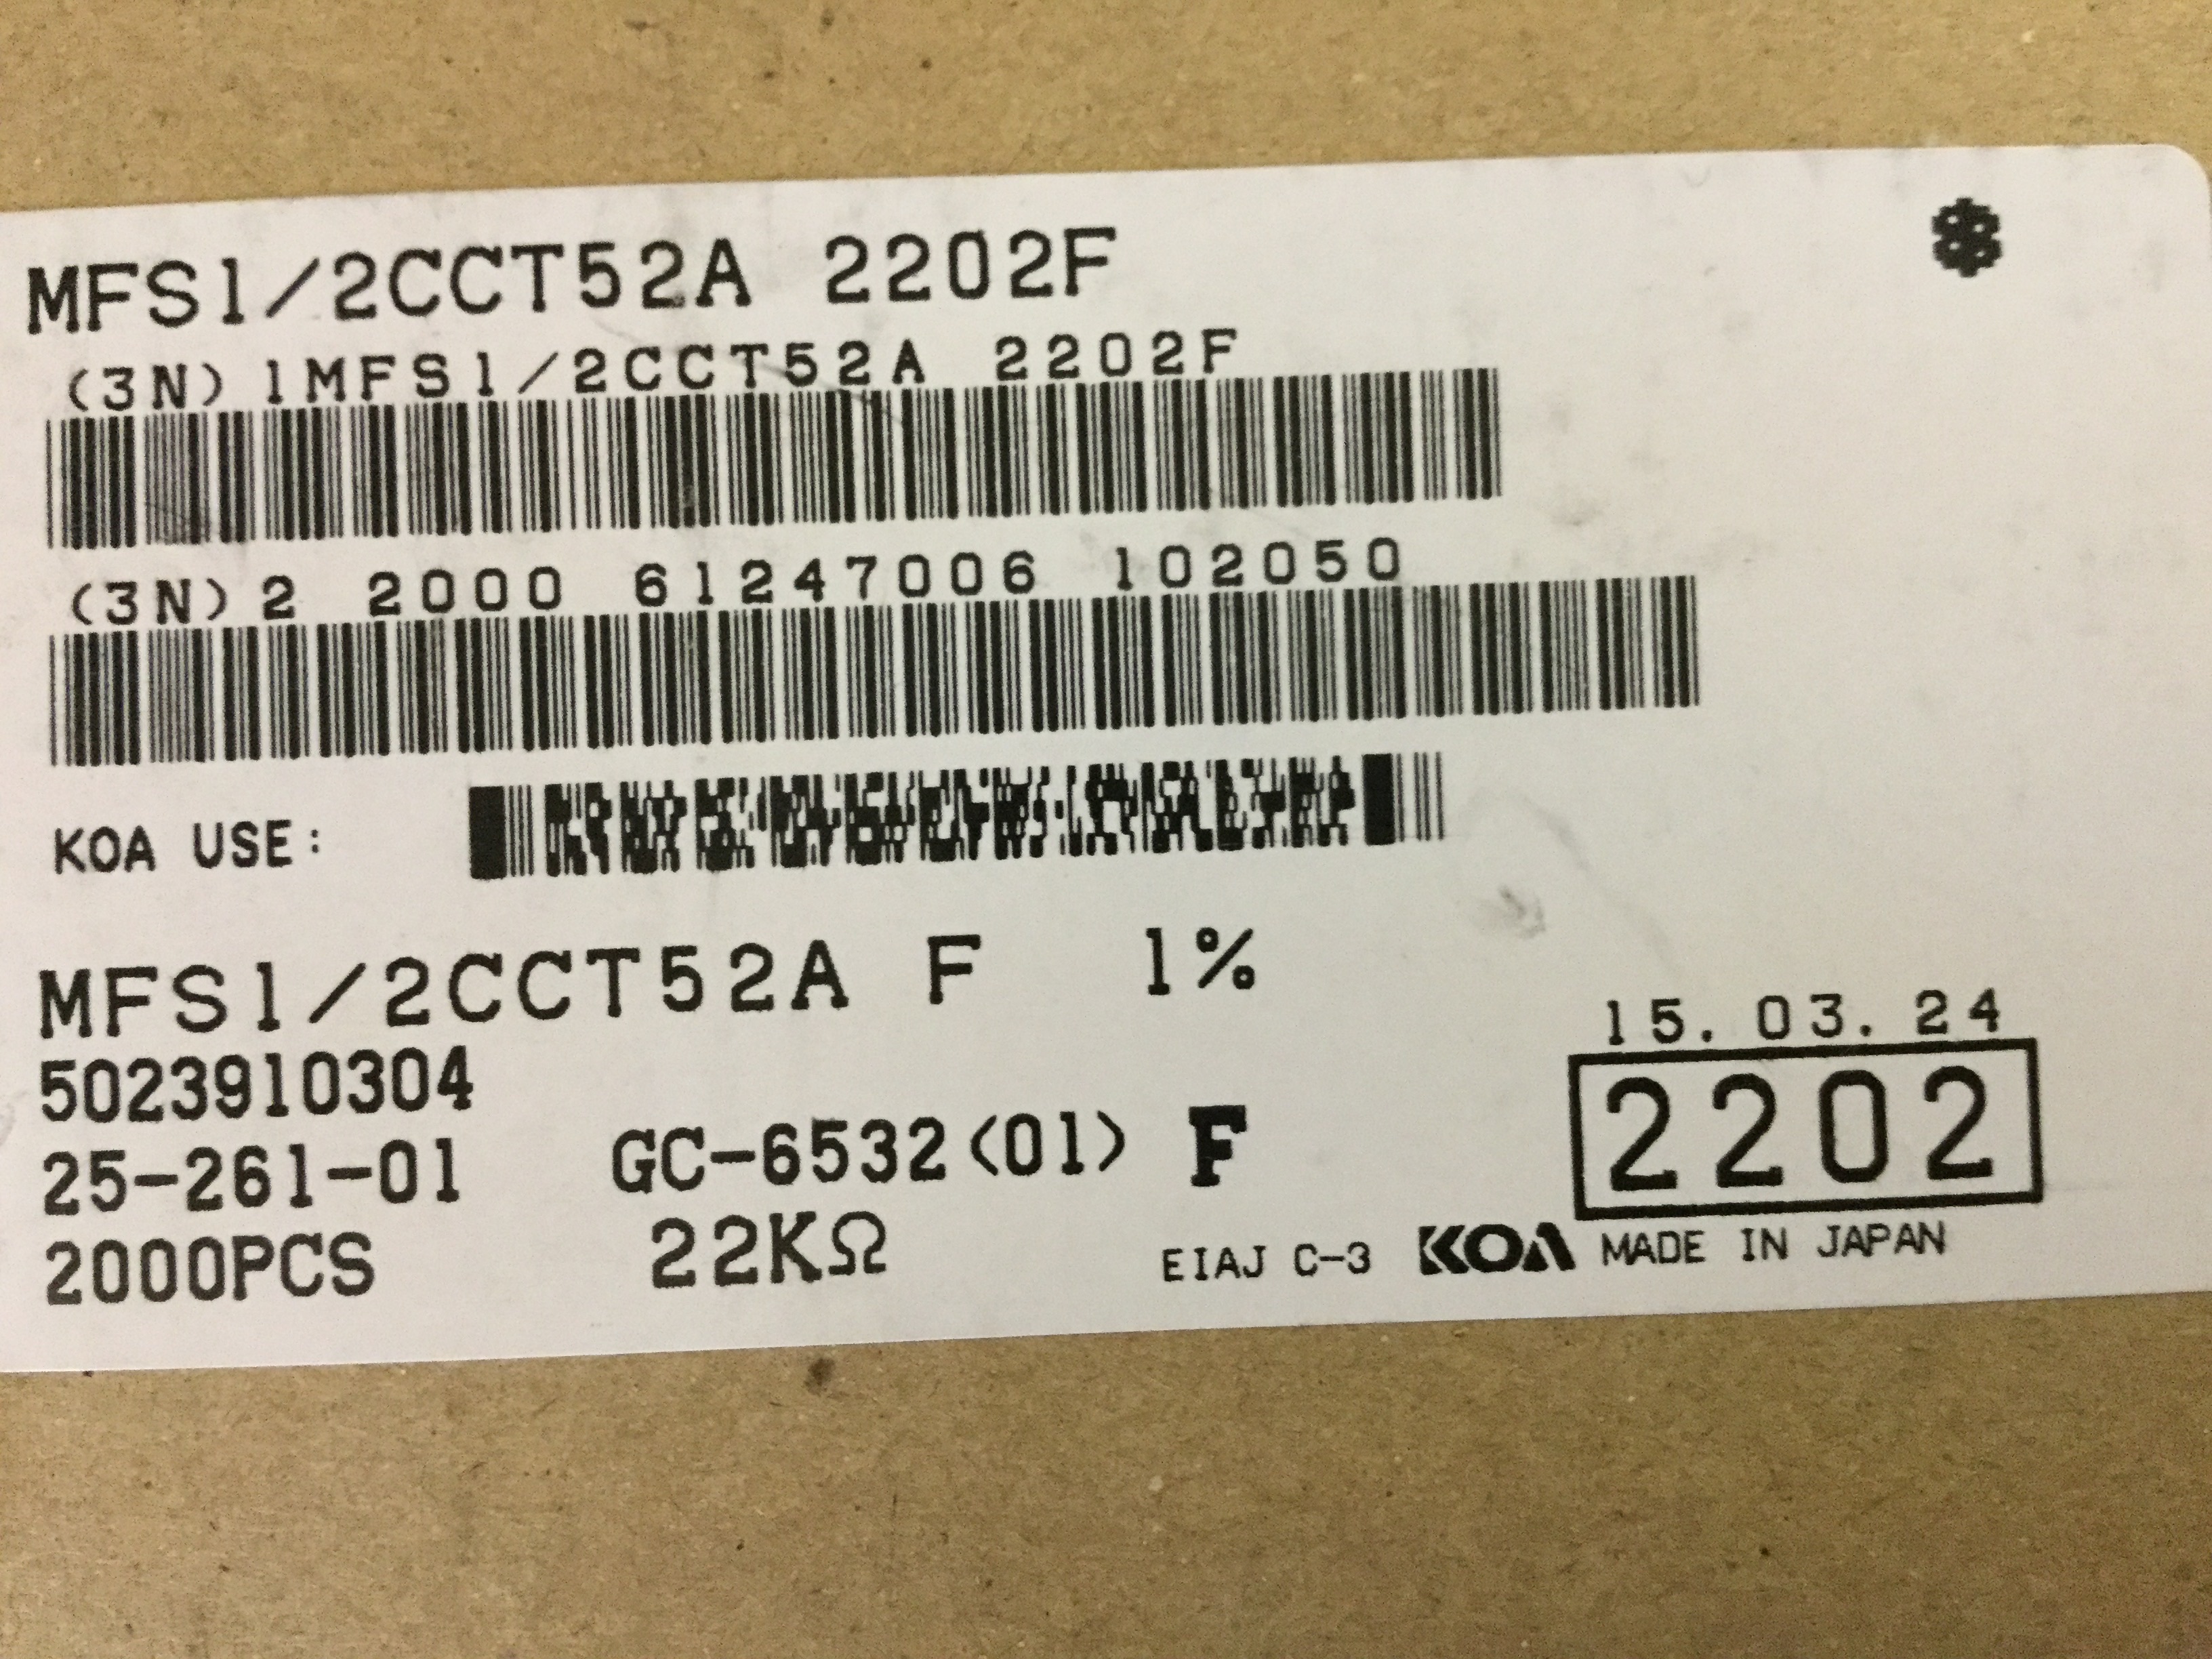 MFS1/2CCT52A 2202F
(3N)1MFS1/2CCT52A 2202F
(3N)2 2000 61247006 102050
KOA USE:
MFS1/2CCT52A F 1%
15.03.24
5023910304
2202
25-261-01 GC-6532(01) F
2000PCS 22KΩ EIAJ C-3 KOA MADE IN JAPAN